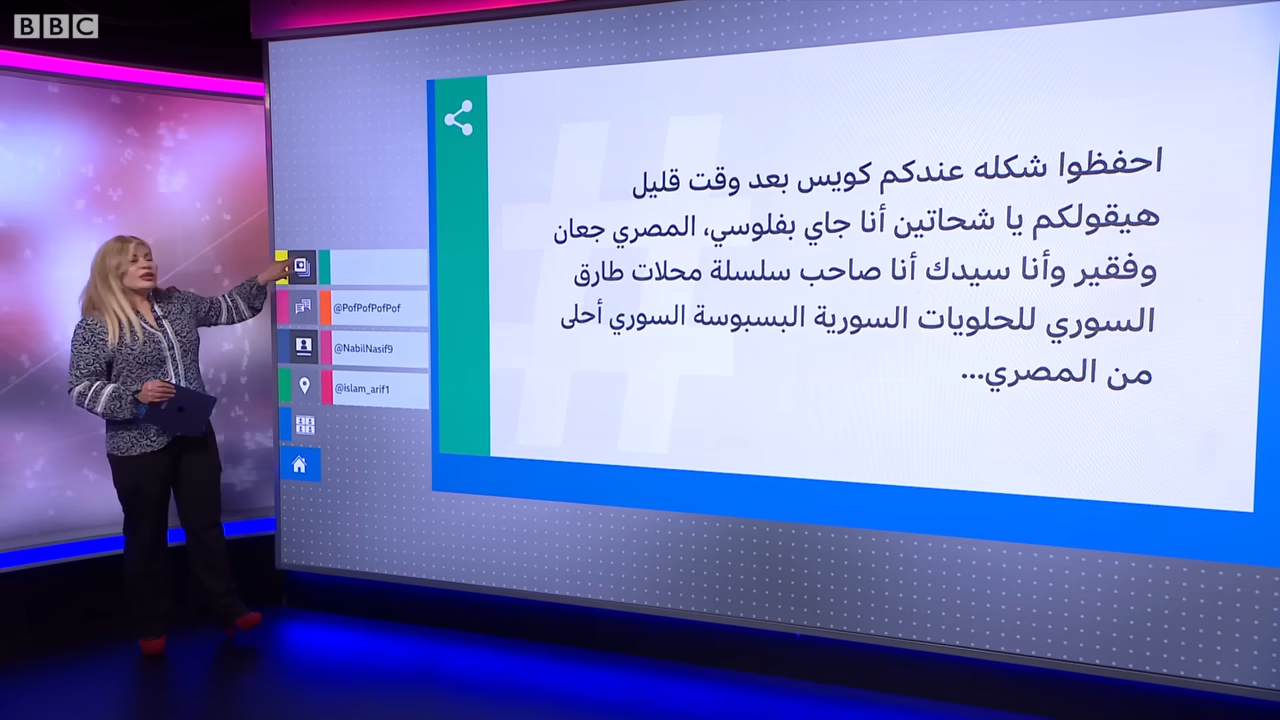 BBC
احفظوا شكله عندكم كويس بعد وقت قليل
هيقولكم يا شحاتين أنا جاي بفلوسي، المصري جعان
وفقير وأنا سيدك أنا صاحب سلسلة محلات طارق
السوري للحلويات السورية البسبوسة السوري أحلى
من المصري...
@PofPofPofPof
@NabilNasif9
@islam_arif1